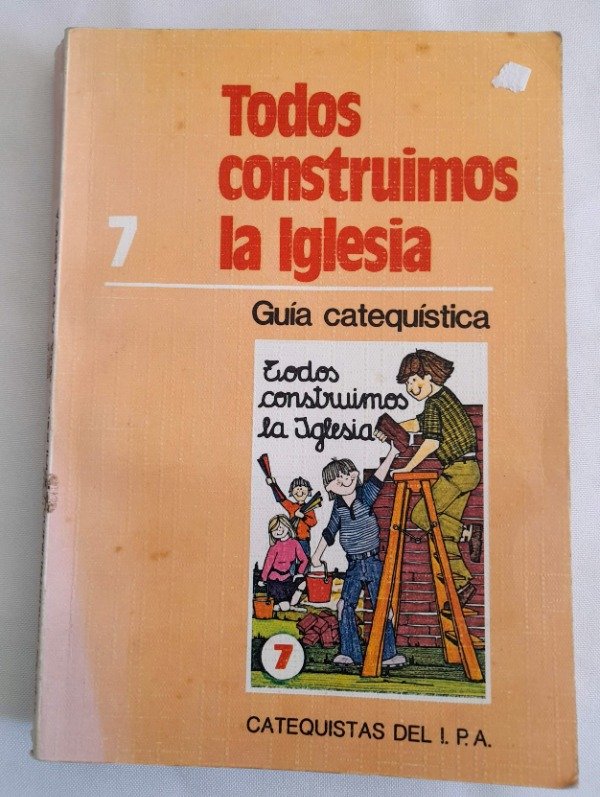 Todos
construimos
la Iglesia
7
Guía catequística
Todos
construimos
la Iglesia
7
CATEQUISTAS DEL I. P. A.